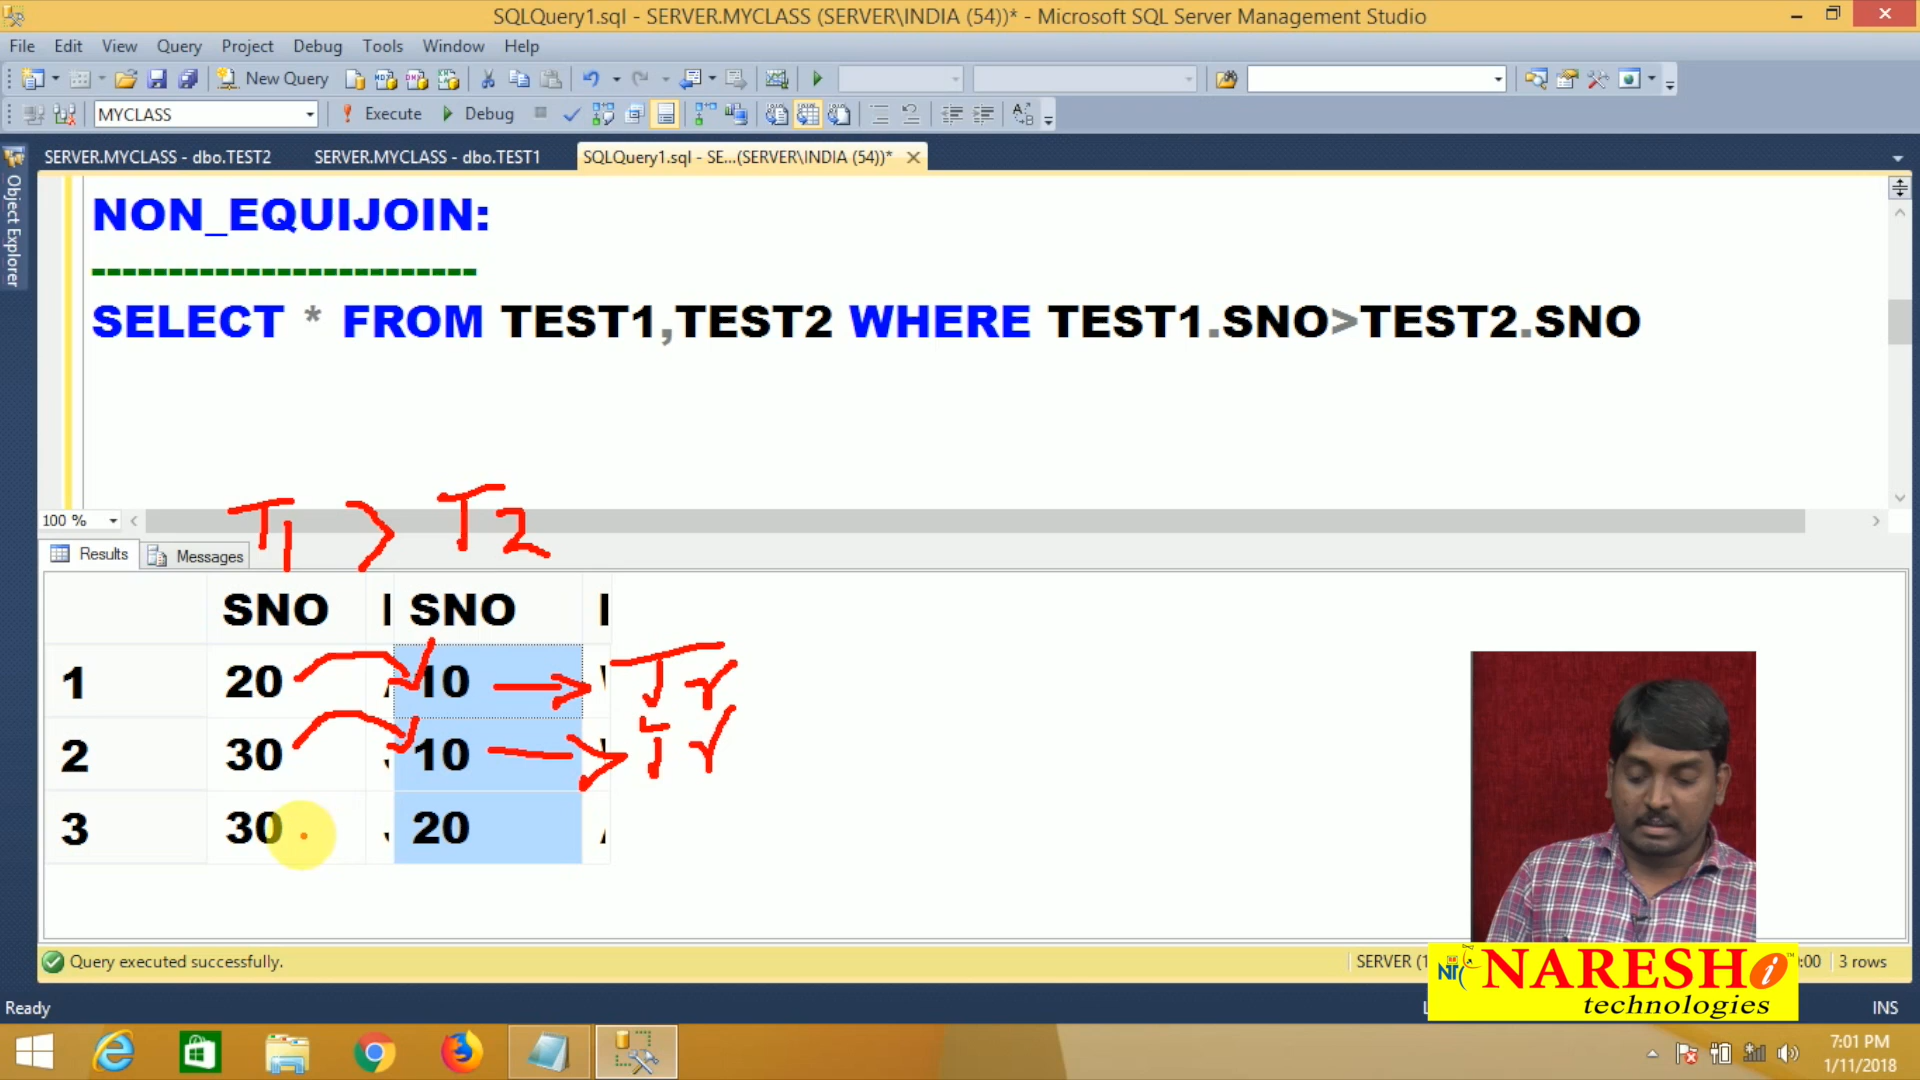 SQLQuery1.sql - SERVER.MYCLASS (SERVER\INDIA (54))* - Microsoft SQL Server Management Studio
File Edit View Query Project Debug Tools Window Help
New Query
MYCLASS Execute Debug
SERVER.MYCLASS - dbo.TEST2 SERVER.MYCLASS - dbo.TEST1 SQLQuery1.sql - SE...(SERVER\INDIA (54))*
Object Explorer
NON_EQUIJOIN:
-------------------------
SELECT * FROM TEST1,TEST2 WHERE TEST1.SNO>TEST2.SNO
T1 > T2
100 %
Results Messages
SNO SNO
1 20 10
2 30 10
3 30 20
Query executed successfully. SERVER (1 :00 3 rows
NARESH i
technologies
Ready INS
7:01 PM
1/11/2018